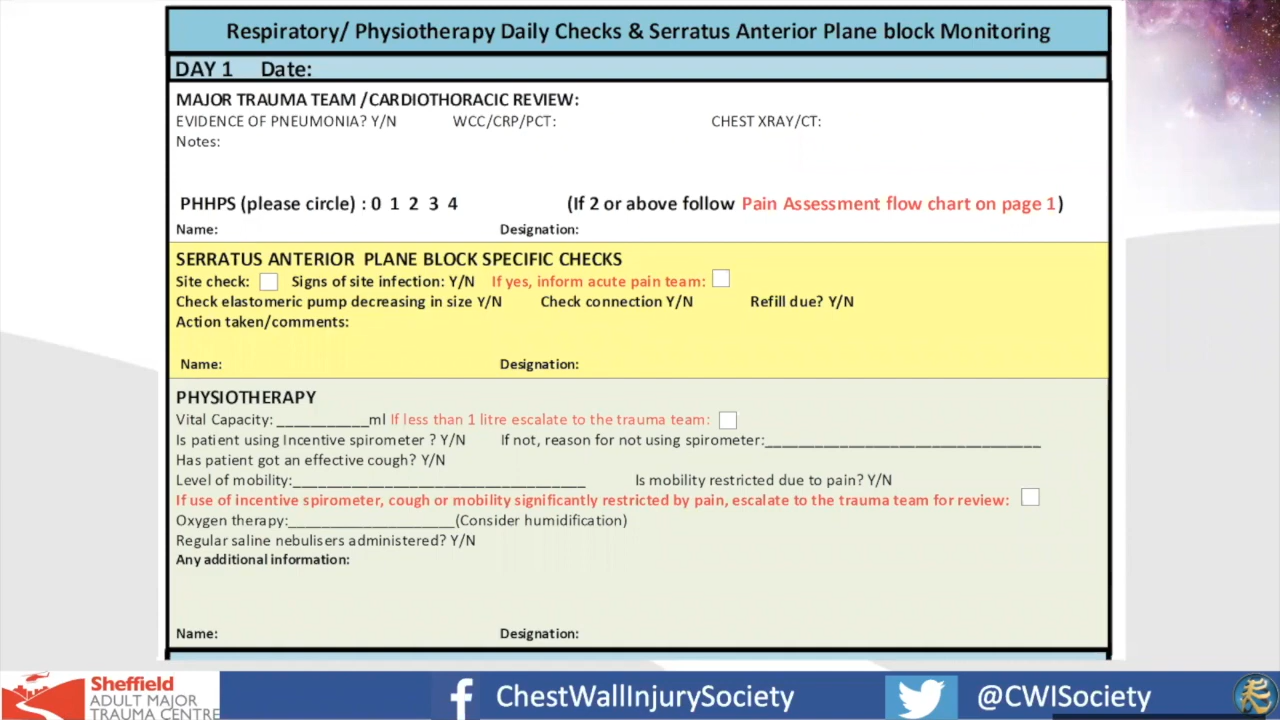 Respiratory/ Physiotherapy Daily Checks & Serratus Anterior Plane block Monitoring
DAY 1 Date:
MAJOR TRAUMA TEAM /CARDIOTHORACIC REVIEW:
EVIDENCE OF PNEUMONIA? Y/N WCC/CRP/PCT: CHEST XRAY/CT:
Notes:
PHHPS (please circle) : 0 1 2 3 4 (If 2 or above follow Pain Assessment flow chart on page 1)
Name: Designation:
SERRATUS ANTERIOR PLANE BLOCK SPECIFIC CHECKS
Site check: Signs of site infection: Y/N If yes, inform acute pain team:
Check elastomeric pump decreasing in size Y/N Check connection Y/N Refill due? Y/N
Action taken/comments:
Name: Designation:
PHYSIOTHERAPY
Vital Capacity: ___________ml If less than 1 litre escalate to the trauma team:
Is patient using Incentive spirometer ? Y/N If not, reason for not using spirometer:_________________________________
Has patient got an effective cough? Y/N
Level of mobility:___________________________________ Is mobility restricted due to pain? Y/N
If use of incentive spirometer, cough or mobility significantly restricted by pain, escalate to the trauma team for review:
Oxygen therapy:____________________(Consider humidification)
Regular saline nebulisers administered? Y/N
Any additional information:
Name: Designation:
Sheffield
ADULT MAJOR
TRAUMA CENTRE
ChestWallInjurySociety
@CWISociety